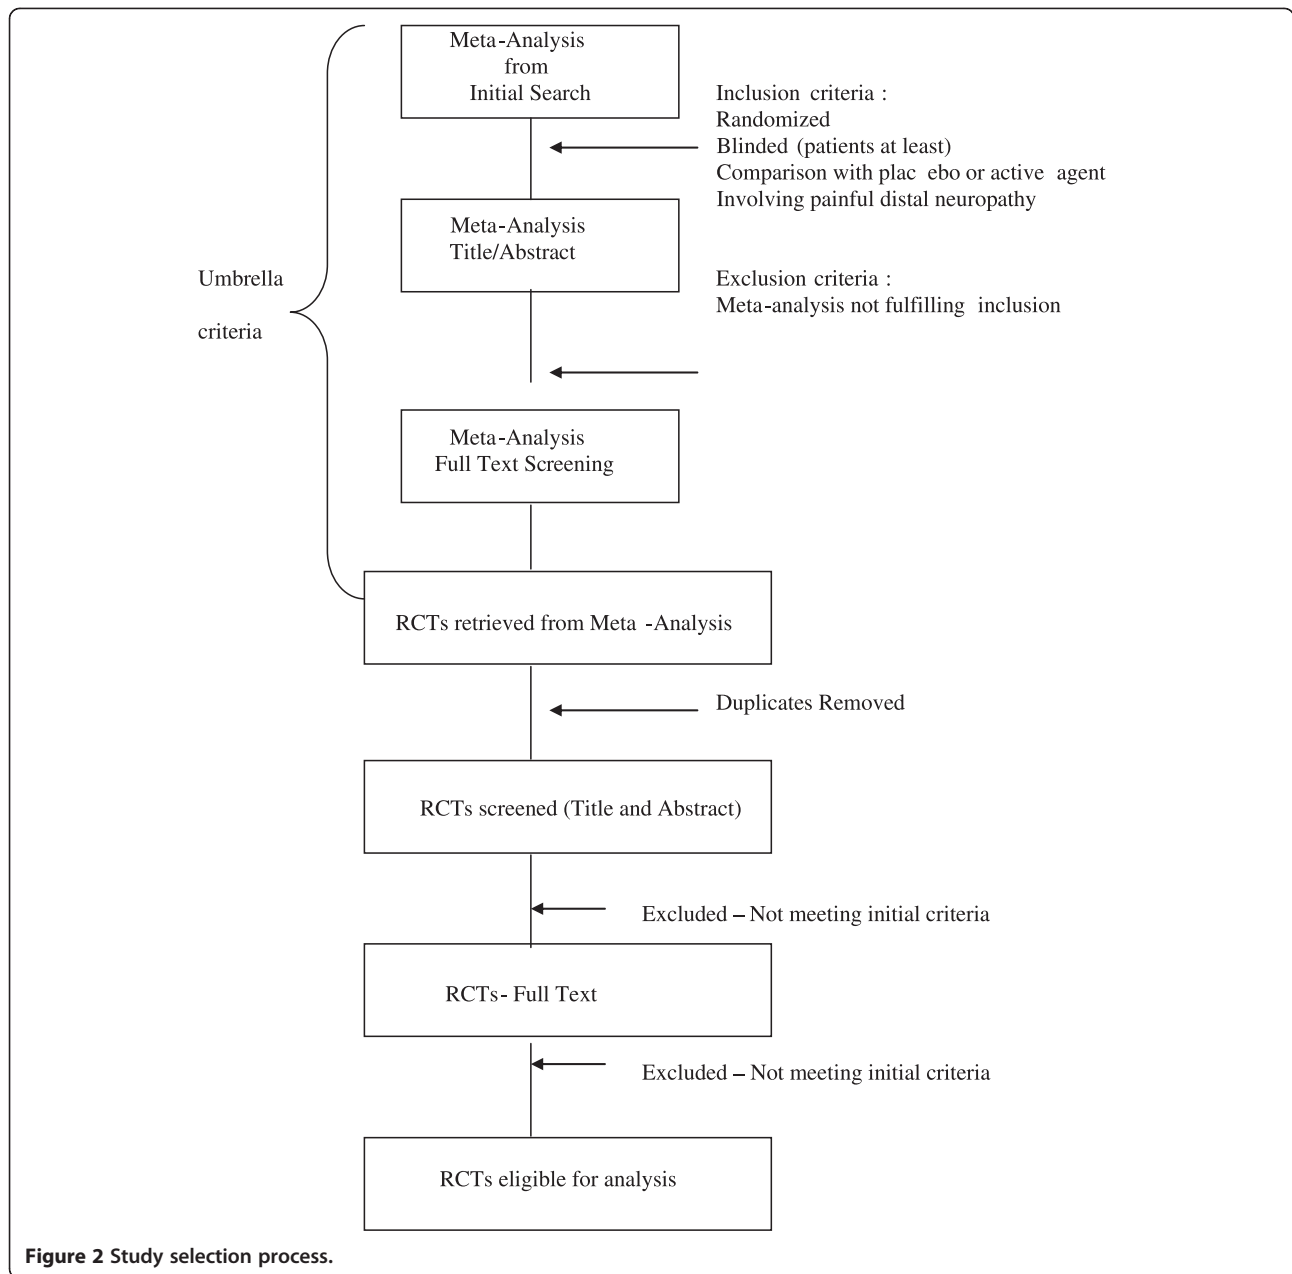 Meta-Analysis
from
Initial Search
Inclusion criteria :
Randomized
Blinded (patients at least)
Comparison with plac ebo or active agent
Involving painful distal neuropathy
Meta-Analysis
Title/Abstract
Umbrella
criteria
Exclusion criteria :
Meta-analysis not fulfilling inclusion
Meta-Analysis
Full Text Screening
RCTs retrieved from Meta -Analysis
Duplicates Removed
RCTs screened (Title and Abstract)
Excluded – Not meeting initial criteria
RCTs- Full Text
Excluded – Not meeting initial criteria
RCTs eligible for analysis
Figure 2 Study selection process.